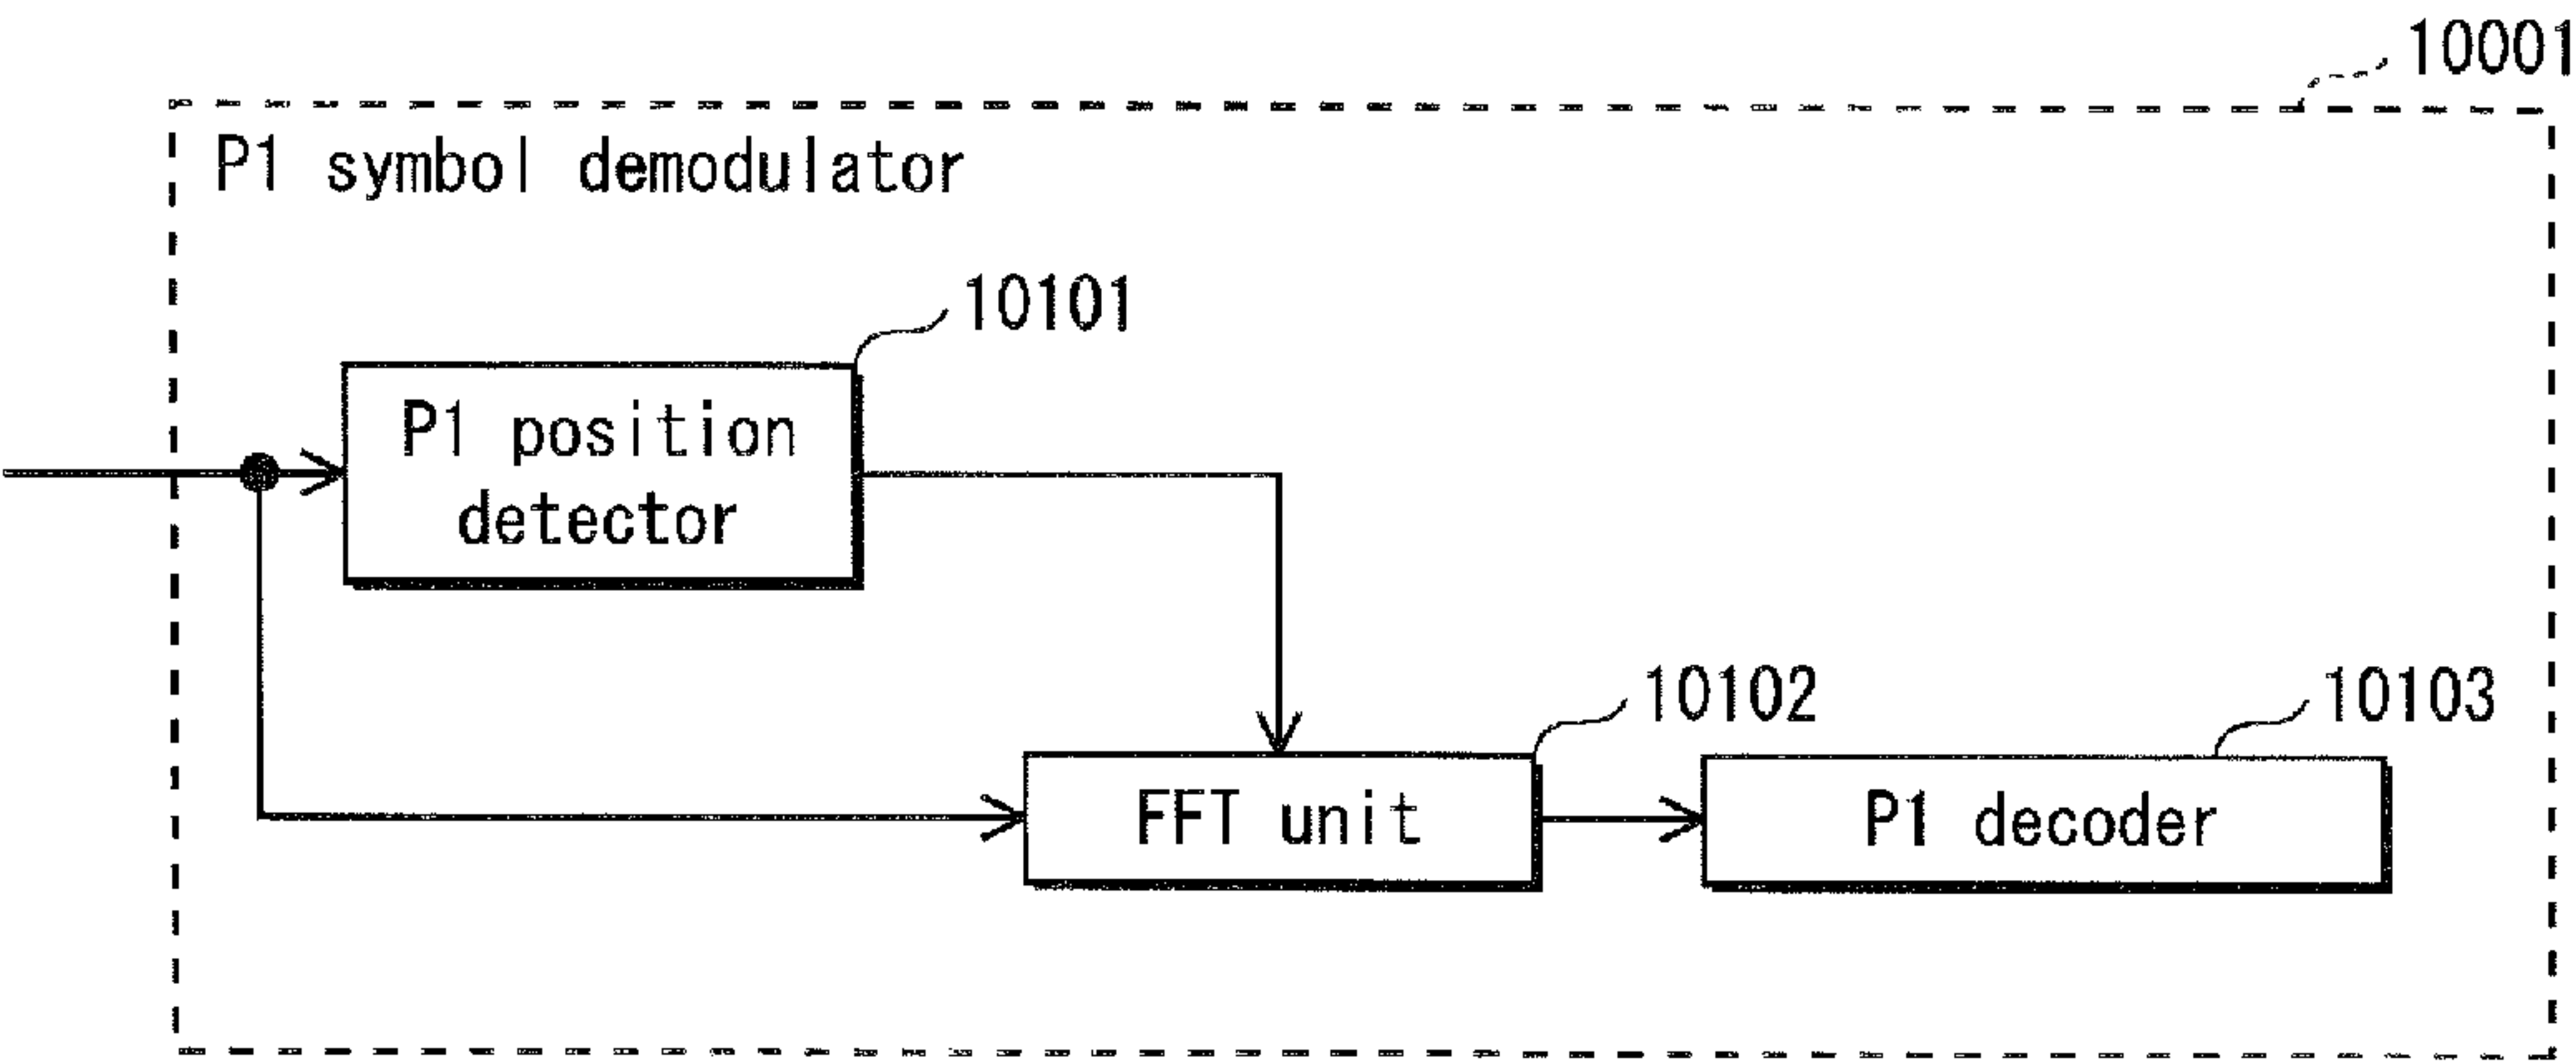 10001
P1 symbol demodulator
10101
P1 position
detector
10102
10103
FFT unit
P1 decoder